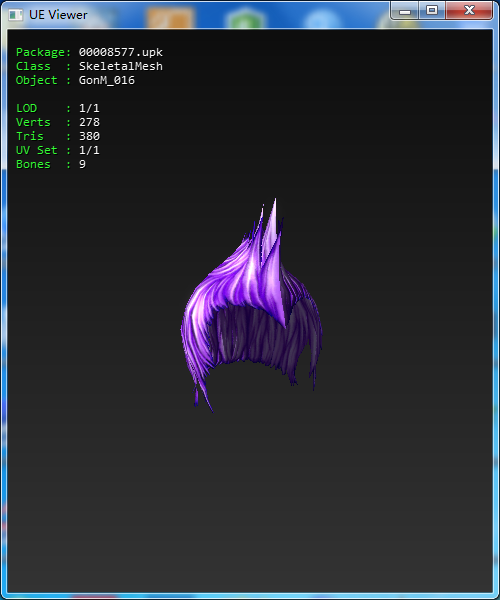 UE Viewer
Package: 00008577.upk
Class : SkeletalMesh
Object : GonM_016
LOD : 1/1
Verts : 278
Tris : 380
UV Set : 1/1
Bones : 9